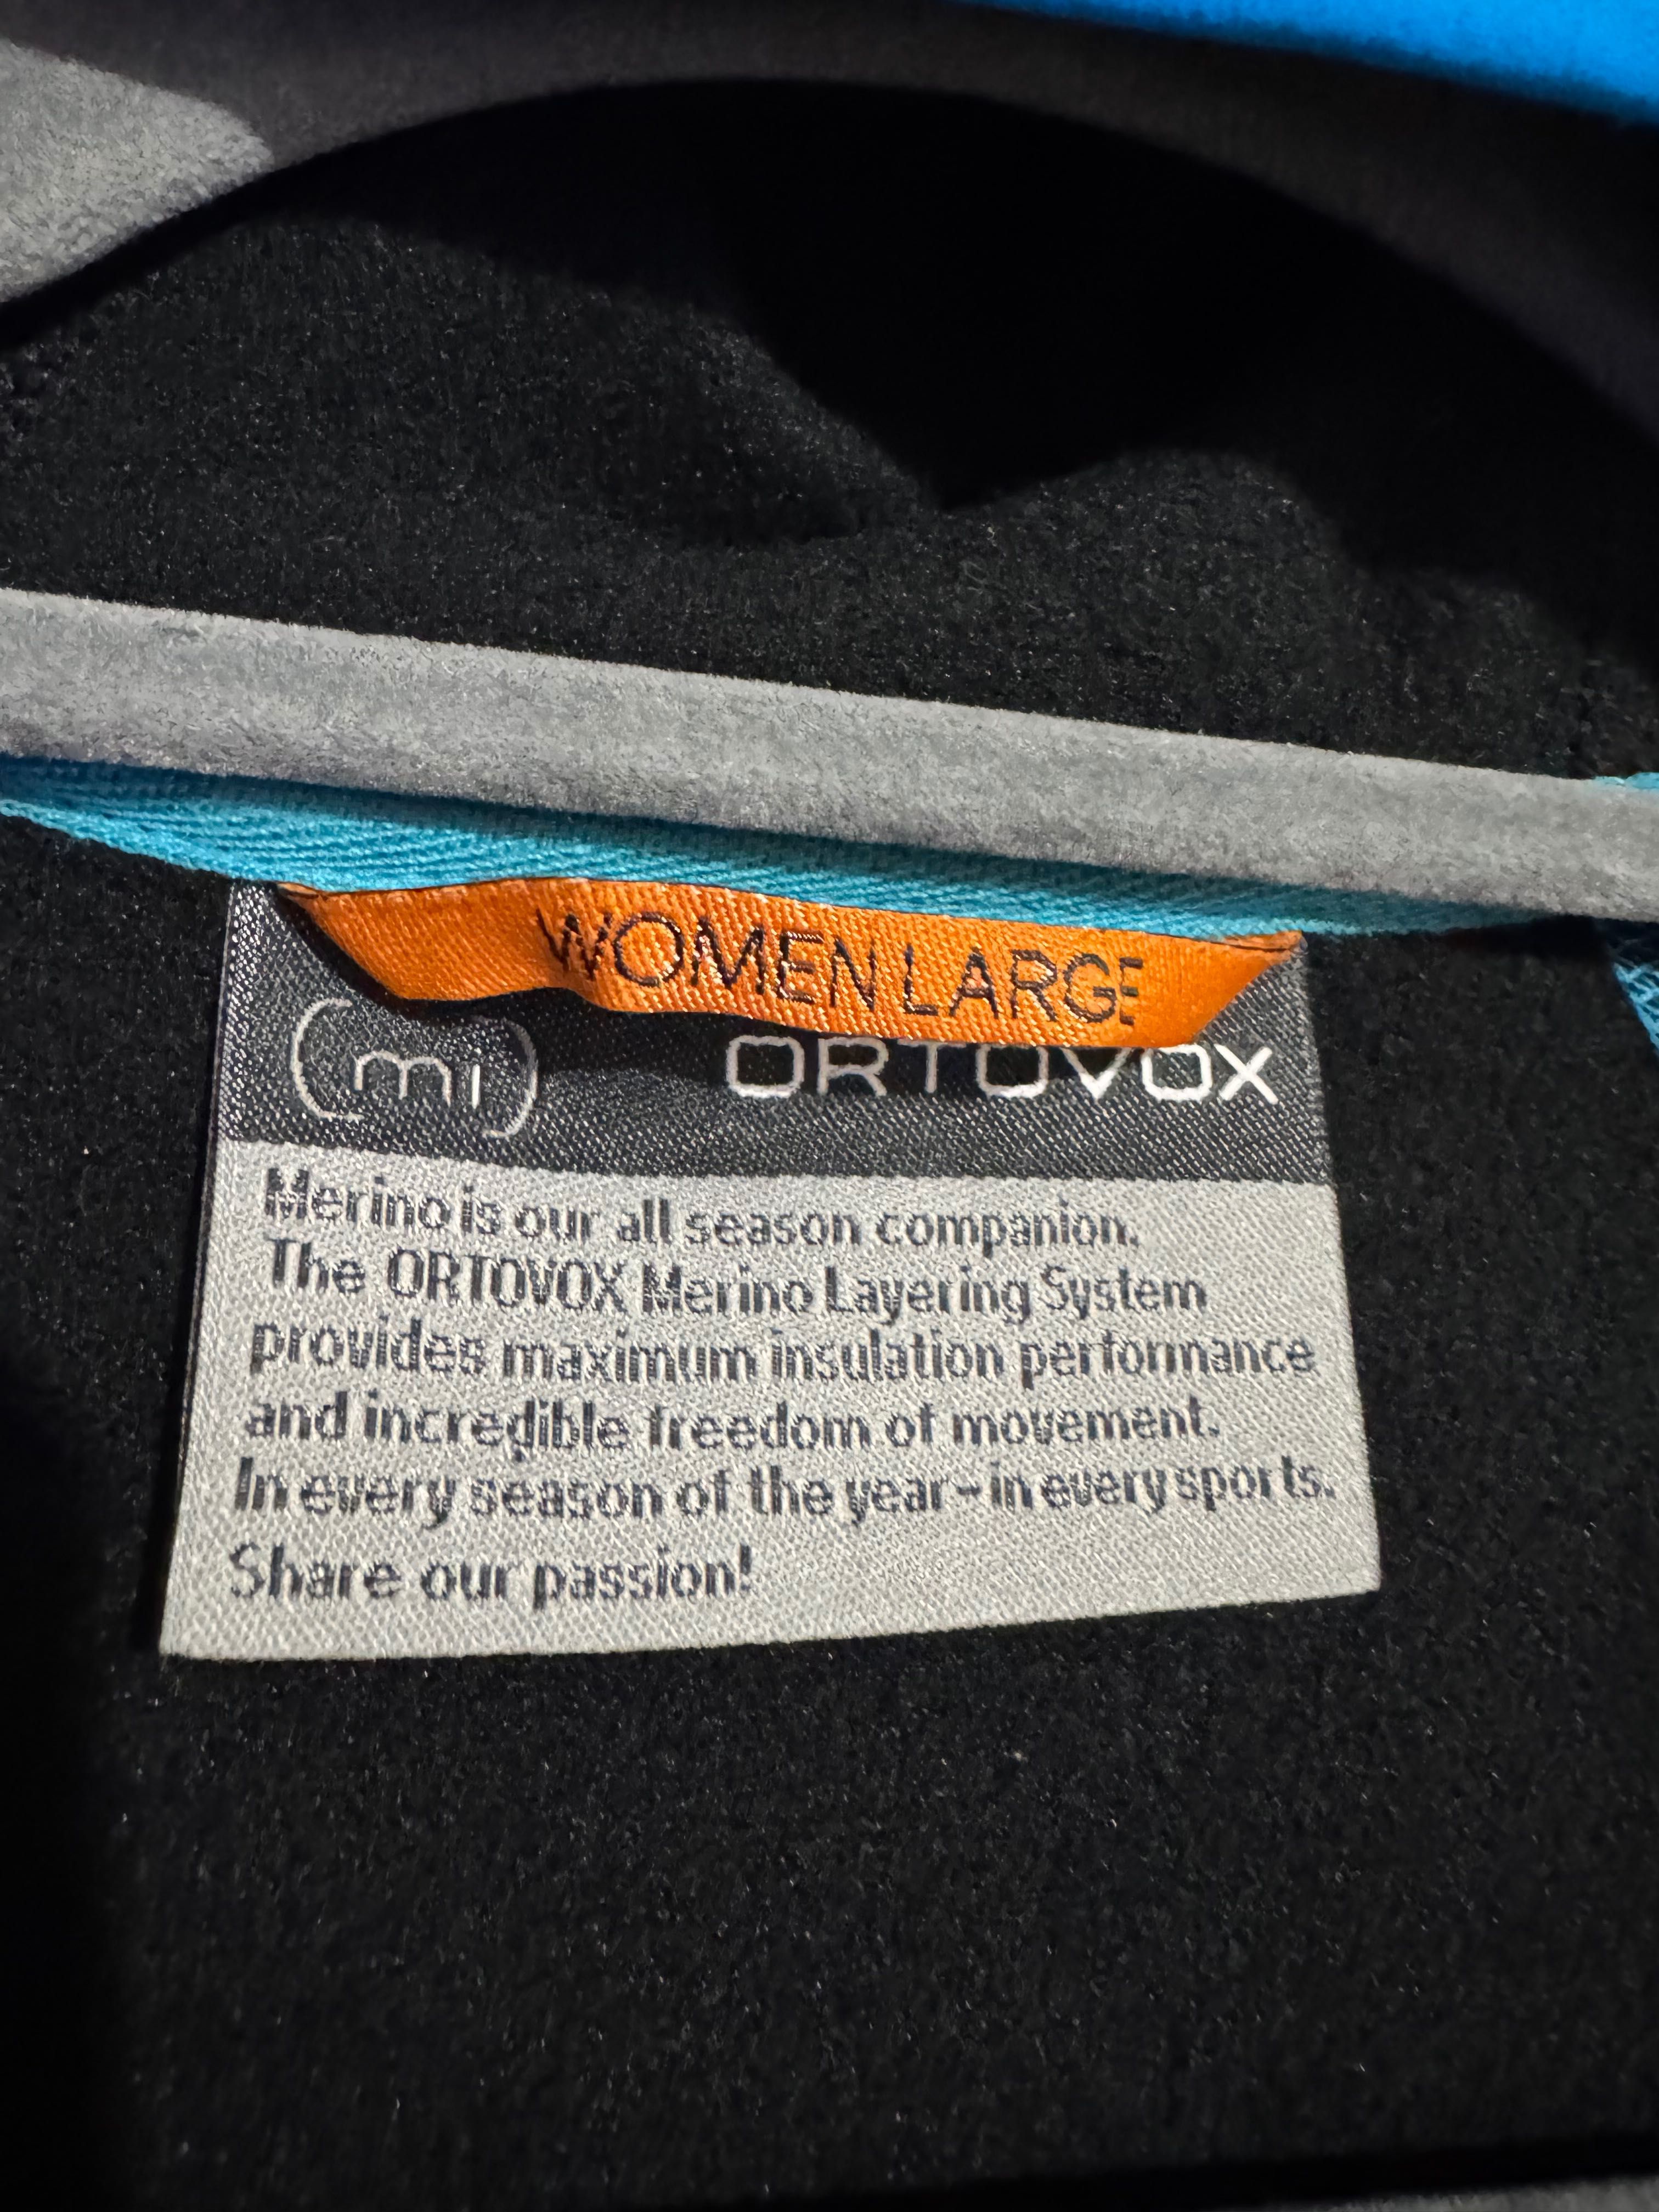 WOMEN LARGE
(mi) ORTOVOX
Merino is our all season companion.
The ORTOVOX Merino Layering System
provides maximum insulation performance
and incredible freedom of movement.
In every season of the year-in every sports.
Share our passion!